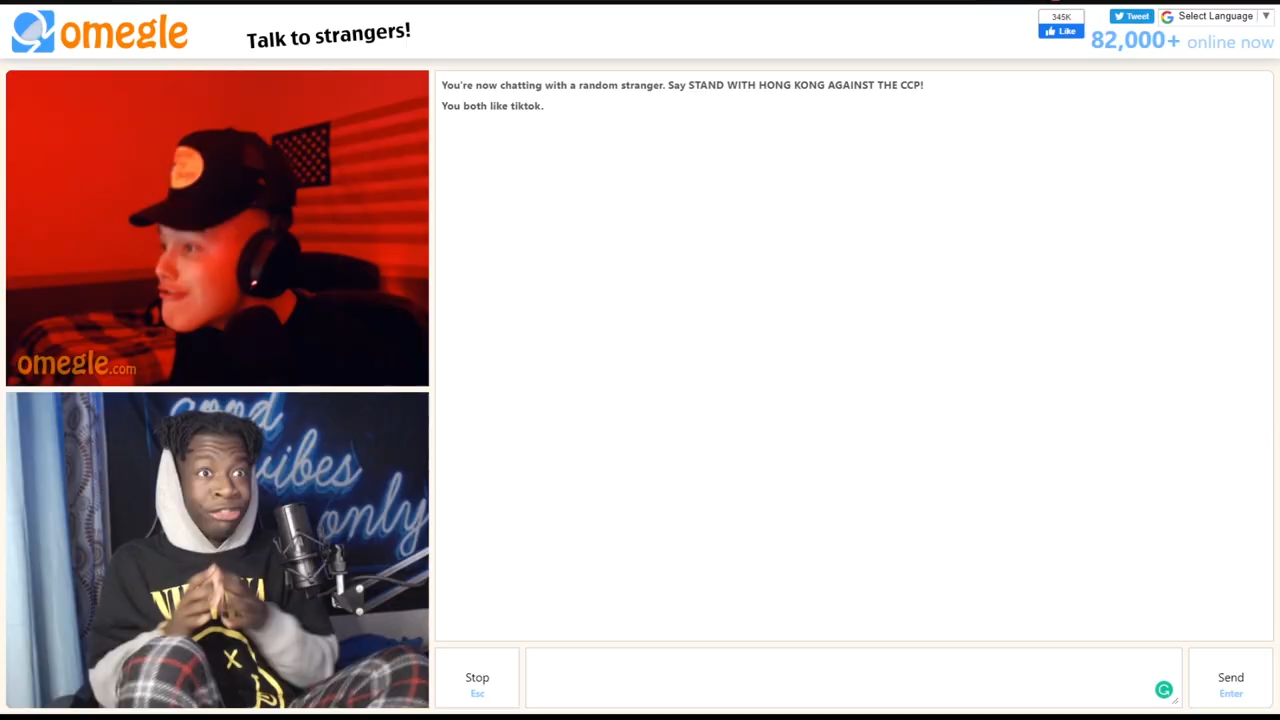 omegle
Talk to strangers!
345K
Like
Tweet
Select Language
82,000+ online now
You're now chatting with a random stranger. Say STAND WITH HONG KONG AGAINST THE CCP!
You both like tiktok.
omegle.com
good
vibes
only
Stop
Esc
Send
Enter